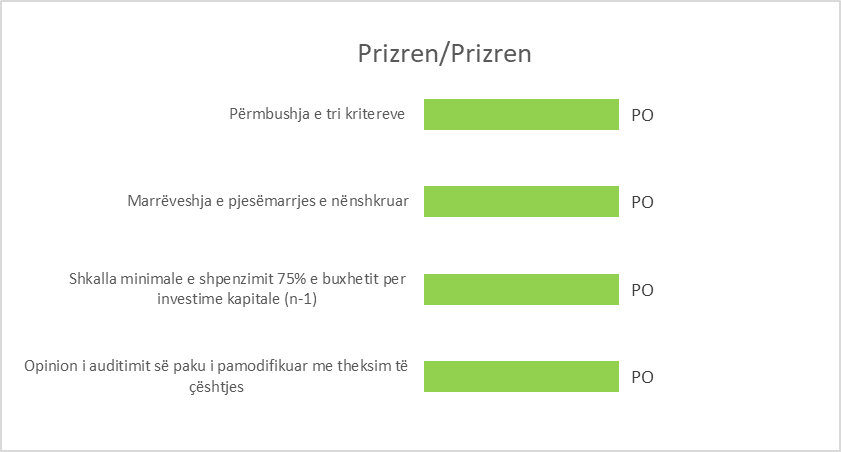 Prizren/Prizren
Përmbushja e tri kritereve
PO
Marrëveshja e pjesëmarrjes e nënshkruar
PO
Shkalla minimale e shpenzimit 75% e buxhetit per
investime kapitale (n-1)
PO
Opinion i auditimit së paku i pamodifikuar me theksim të
çështjes
PO